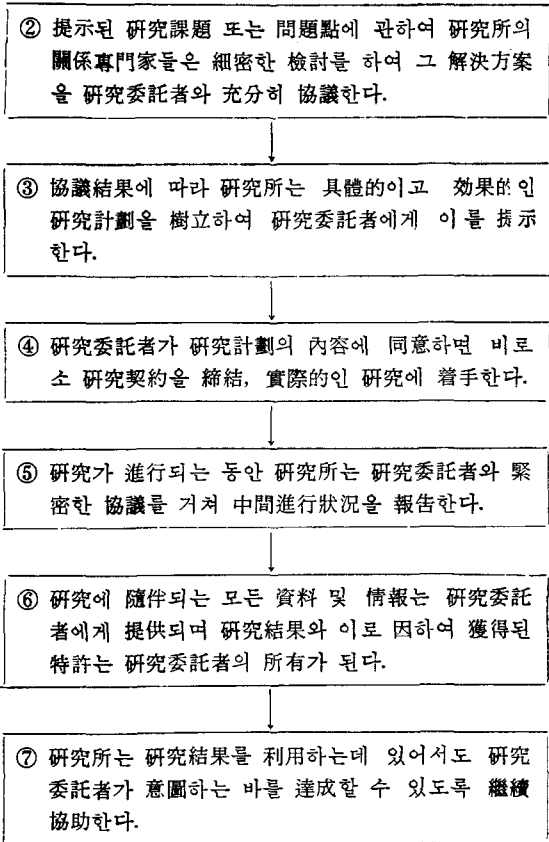 ② 提示된 研究課題 또는 問題點에 관하여 研究所의
關係專門家들은 細密한 檢討를 하여 그 解決方案
을 研究委託者와 充分히 協議한다.
③ 協議結果에 따라 研究所는 具體的이고 效果的인
研究計劃을 樹立하여 研究委託者에게 이를 提示
한다.
④ 研究委託者가 研究計劃의 內容에 同意하면 비로
소 研究契約을 締結, 實際的인 研究에 着手한다.
⑤ 研究가 進行되는 동안 研究所는 研究委託者와 緊
密한 協議를 거쳐 中間進行狀況을 報告한다.
⑥ 研究에 隨伴되는 모든 資料 및 情報는 研究委託
者에게 提供되며 研究結果와 이로 因하여 獲得된
特許는 研究委託者의 所有가 된다.
⑦ 研究所는 研究結果를 利用하는데 있어서도 研究
委託者가 意圖하는 바를 達成할 수 있도록 繼續
協助한다.